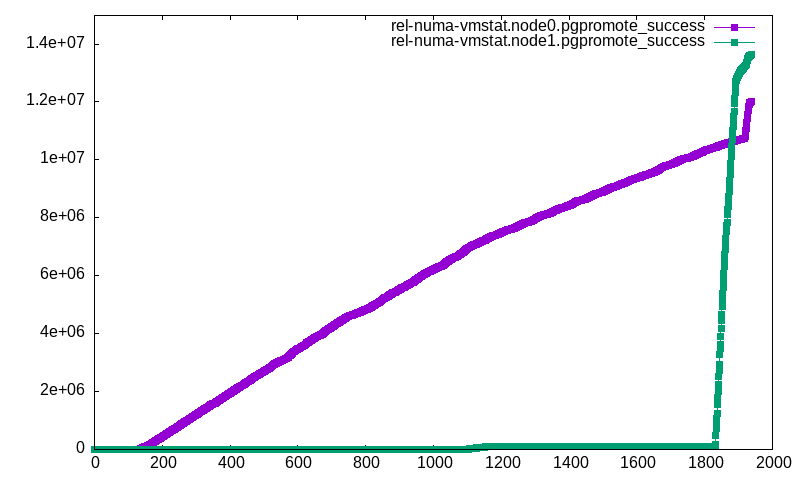 rel-numa-vmstat.node0.pgpromote_success
rel-numa-vmstat.node1.pgpromote_success
1.4e+07
1.2e+07
1e+07
8e+06
6e+06
4e+06
2e+06
0
0 200 400 600 800 1000 1200 1400 1600 1800 2000